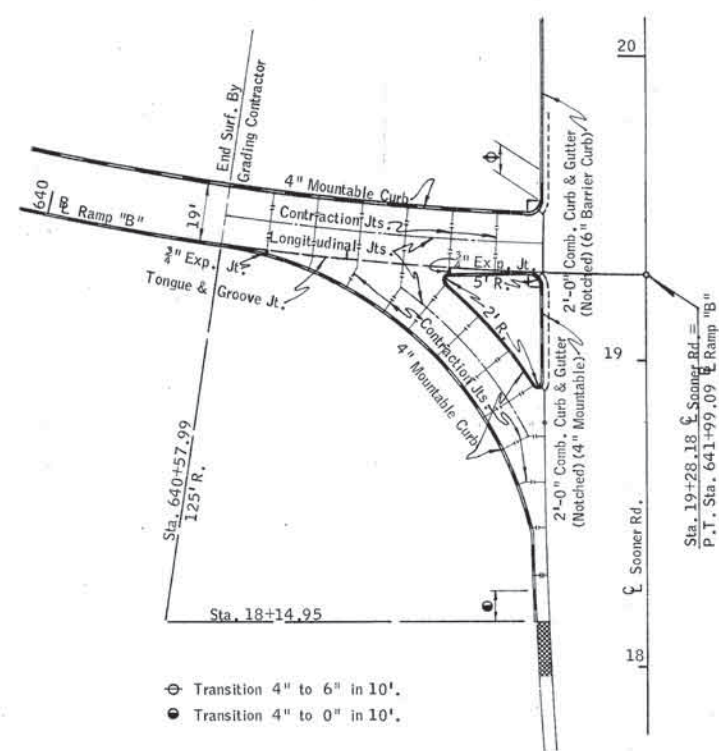 20
End Surf. By
Grading Contractor
ϕ
4" Mountable Curb
2'-0" Comb. Curb & Gutter
(Notched) (6" Barrier Curb)
640
⅊ Ramp "B"
19'
Contraction Jts.
Longitudinal Jts.
¾" Exp. Jt.
¾" Exp. Jt.
Tongue & Groove Jt.
5' R.
2' R.
Contraction Jts.
4" Mountable Curb
19
2'-0" Comb. Curb & Gutter
(Notched) (4" Mountable)
Sta. 19+28.18 ℄ Sooner Rd. =
P.T. Sta. 641+99.09 ⅊ Ramp "B"
Sta. 640+57.99
125' R.
℄ Sooner Rd.
Sta. 18+14.95
18
ϕ Transition 4" to 6" in 10'.
◒ Transition 4" to 0" in 10'.